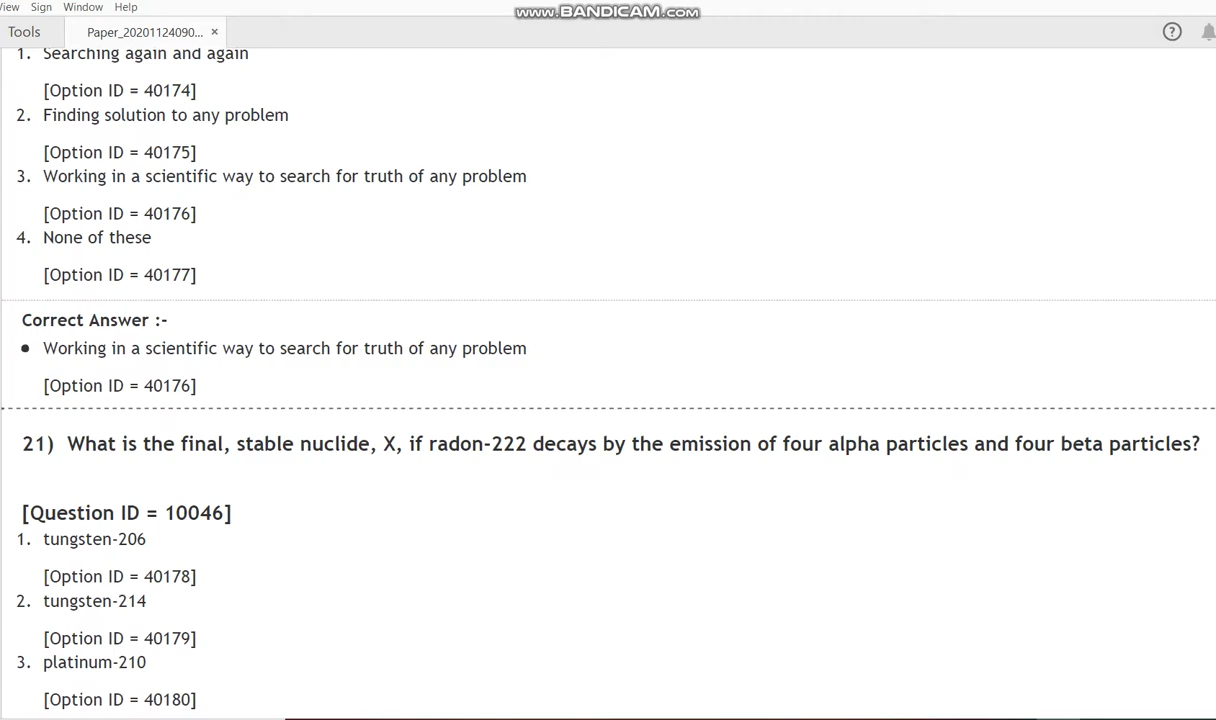 View Sign Window Help
www.BANDICAM.com
Tools Paper_20201124090... × ?
1. Searching again and again
[Option ID = 40174]
2. Finding solution to any problem
[Option ID = 40175]
3. Working in a scientific way to search for truth of any problem
[Option ID = 40176]
4. None of these
[Option ID = 40177]
Correct Answer :-
• Working in a scientific way to search for truth of any problem
[Option ID = 40176]
21) What is the final, stable nuclide, X, if radon-222 decays by the emission of four alpha particles and four beta particles?
[Question ID = 10046]
1. tungsten-206
[Option ID = 40178]
2. tungsten-214
[Option ID = 40179]
3. platinum-210
[Option ID = 40180]